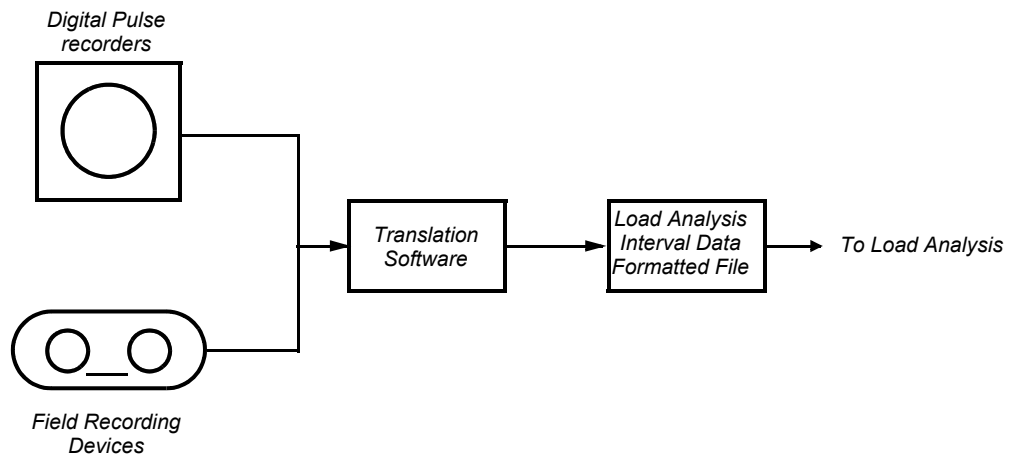 Digital Pulse
recorders
Translation
Software
Load Analysis
Interval Data
Formatted File
To Load Analysis
Field Recording
Devices